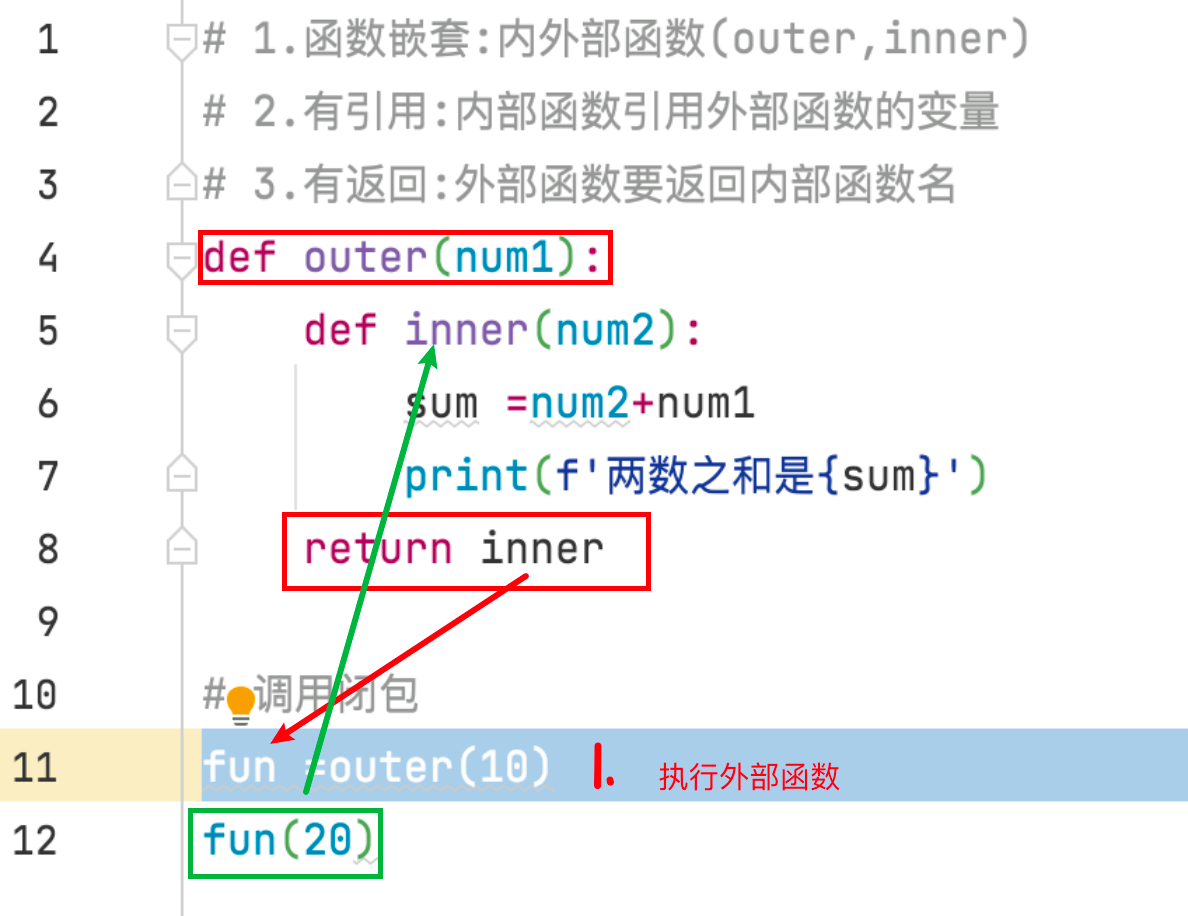 1 # 1.函数嵌套:内外部函数(outer,inner)
2 # 2.有引用:内部函数引用外部函数的变量
3 # 3.有返回:外部函数要返回内部函数名
4 def outer(num1):
5 def inner(num2):
6 sum =num2+num1
7 print(f'两数之和是{sum}')
8 return inner
9
10 # 调用闭包
11 fun =outer(10) 1. 执行外部函数
12 fun(20)